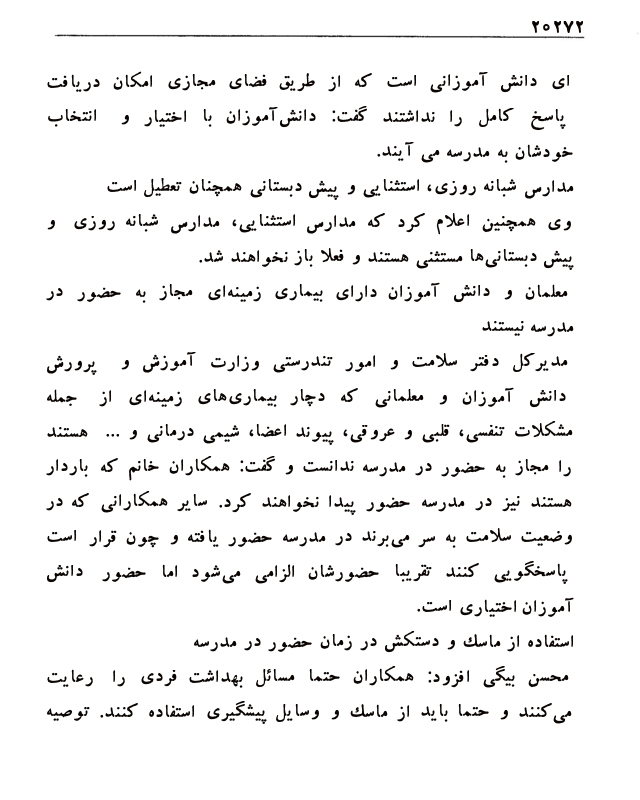 ۲۰۲۷۲
ای دانش آموزانی است که از طریق فضای مجازی امکان دریافت
پاسخ کامل را نداشتند گفت: دانش‌آموزان با اختیار و انتخاب
خودشان به مدرسه می آیند.
مدارس شبانه روزی، استثنایی و پیش دبستانی همچنان تعطیل است
وی همچنین اعلام کرد که مدارس استثنایی، مدارس شبانه روزی و
پیش دبستانی‌ها مستثنی هستند و فعلا باز نخواهند شد.
معلمان و دانش آموزان دارای بیماری زمینه‌ای مجاز به حضور در
مدرسه نیستند
مدیرکل دفتر سلامت و امور تندرستی وزارت آموزش و پرورش
دانش آموزان و معلمانی که دچار بیماری‌های زمینه‌ای از جمله
مشکلات تنفسی، قلبی و عروقی، پیوند اعضا، شیمی درمانی و ... هستند
را مجاز به حضور در مدرسه ندانست و گفت: همکاران خانم که باردار
هستند نیز در مدرسه حضور پیدا نخواهند کرد. سایر همکارانی که در
وضعیت سلامت به سر می‌برند در مدرسه حضور یافته و چون قرار است
پاسخگویی کنند تقریبا حضورشان الزامی می‌شود اما حضور دانش
آموزان اختیاری است.
استفاده از ماسك و دستکش در زمان حضور در مدرسه
محسن بیگی افزود: همکاران حتما مسائل بهداشت فردی را رعایت
می‌کنند و حتما باید از ماسك و وسایل پیشگیری استفاده کنند. توصیه